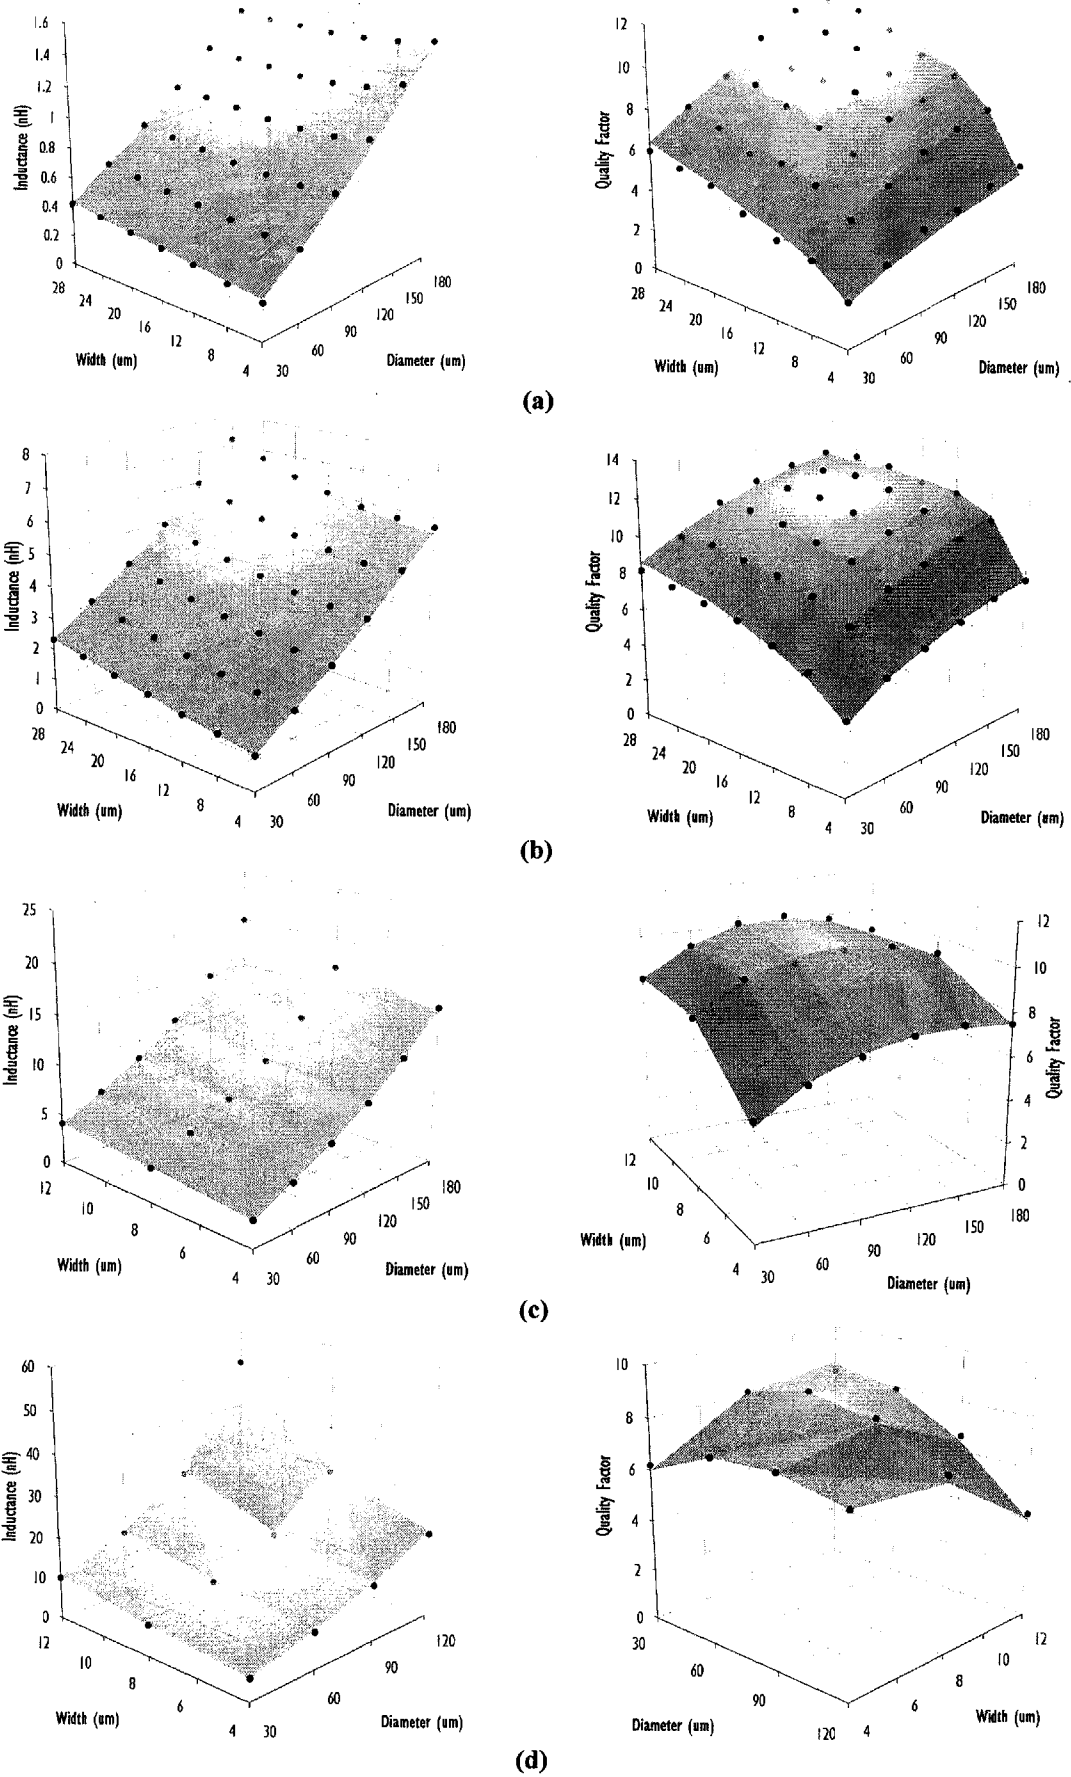 1.6
1.4
1.2
1
0.8
0.6
0.4
0.2
0
Inductance (nH)
28 24 20 16 12 8 4
Width (um)
30 60 90 120 150 180
Diameter (um)
12
10
8
6
4
2
0
Quality Factor
28 24 20 16 12 8 4
Width (um)
30 60 90 120 150 180
Diameter (um)
(a)
8
7
6
5
4
3
2
1
0
Inductance (nH)
28 24 20 16 12 8 4
Width (um)
30 60 90 120 150 180
Diameter (um)
14
12
10
8
6
4
2
0
Quality Factor
28 24 20 16 12 8 4
Width (um)
30 60 90 120 150 180
Diameter (um)
(b)
25
20
15
10
5
0
Inductance (nH)
12 10 8 6 4
Width (um)
30 60 90 120 150 180
Diameter (um)
12
10
8
6
4
2
0
Quality Factor
12 10 8 6 4
Width (um)
30 60 90 120 150 180
Diameter (um)
(c)
60
50
40
30
20
10
0
Inductance (nH)
12 10 8 6 4
Width (um)
30 60 90 120
Diameter (um)
10
8
6
4
2
0
Quality Factor
30 60 90 120
Diameter (um)
4 6 8 10 12
Width (um)
(d)